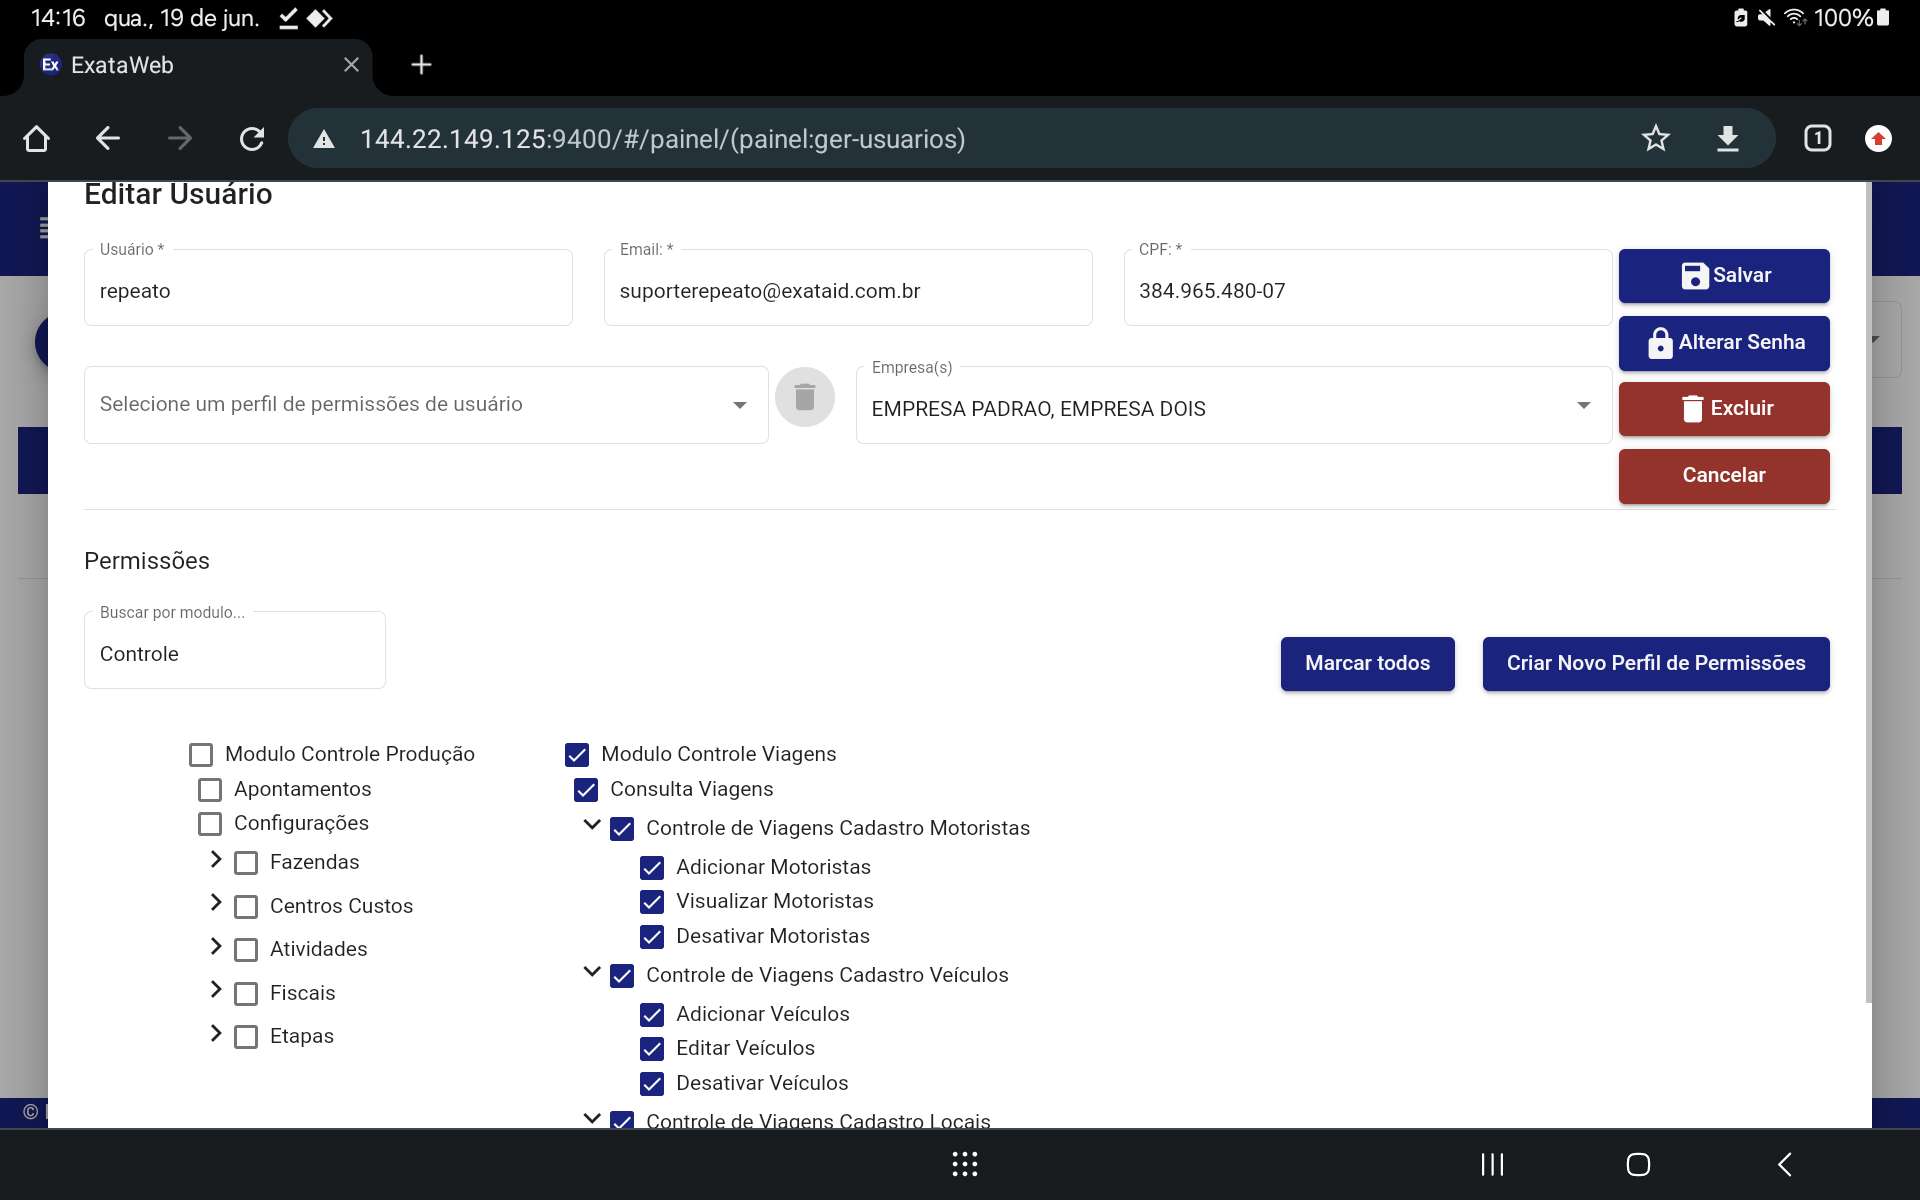 14:16 qua., 19 de jun. 100%
Ex ExataWeb
144.22.149.125:9400/#/painel/(painel:ger-usuarios) 1
Editar Usuário
Usuário * Email: * CPF: *
repeato suporterepeato@exataid.com.br 384.965.480-07 Salvar
Alterar Senha
Empresa(s)
Selecione um perfil de permissões de usuário EMPRESA PADRAO, EMPRESA DOIS Excluir
Cancelar
Permissões
Buscar por modulo...
Controle
Marcar todos Criar Novo Perfil de Permissões
Modulo Controle Produção
Apontamentos
Configurações
Fazendas
Centros Custos
Atividades
Fiscais
Etapas
Modulo Controle Viagens
Consulta Viagens
Controle de Viagens Cadastro Motoristas
Adicionar Motoristas
Visualizar Motoristas
Desativar Motoristas
Controle de Viagens Cadastro Veículos
Adicionar Veículos
Editar Veículos
Desativar Veículos
Controle de Viagens Cadastro Locais
©